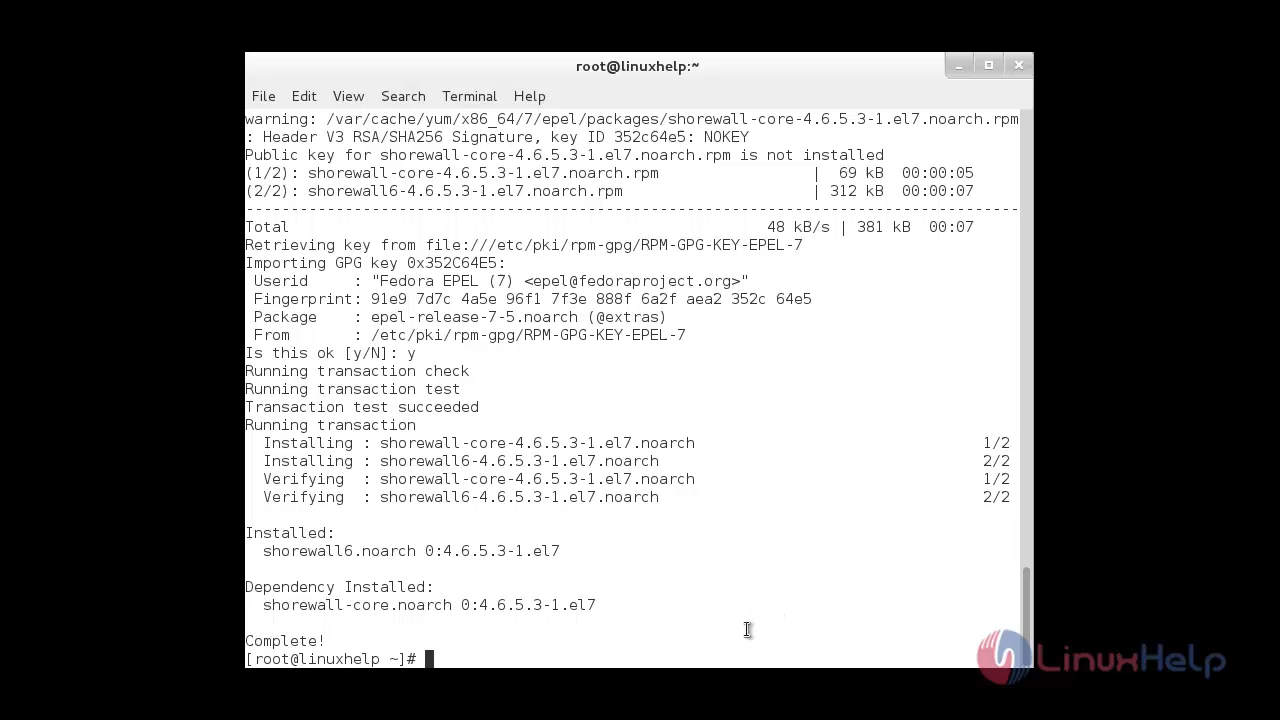 root@linuxhelp:~
File Edit View Search Terminal Help
warning: /var/cache/yum/x86_64/7/epel/packages/shorewall-core-4.6.5.3-1.el7.noarch.rpm
: Header V3 RSA/SHA256 Signature, key ID 352c64e5: NOKEY
Public key for shorewall-core-4.6.5.3-1.el7.noarch.rpm is not installed
(1/2): shorewall-core-4.6.5.3-1.el7.noarch.rpm | 69 kB 00:00:05
(2/2): shorewall6-4.6.5.3-1.el7.noarch.rpm | 312 kB 00:00:07
--------------------------------------------------------------------------------------
Total 48 kB/s | 381 kB 00:07
Retrieving key from file:///etc/pki/rpm-gpg/RPM-GPG-KEY-EPEL-7
Importing GPG key 0x352C64E5:
Userid : "Fedora EPEL (7) <epel@fedoraproject.org>"
Fingerprint: 91e9 7d7c 4a5e 96f1 7f3e 888f 6a2f aea2 352c 64e5
Package : epel-release-7-5.noarch (@extras)
From : /etc/pki/rpm-gpg/RPM-GPG-KEY-EPEL-7
Is this ok [y/N]: y
Running transaction check
Running transaction test
Transaction test succeeded
Running transaction
Installing : shorewall-core-4.6.5.3-1.el7.noarch 1/2
Installing : shorewall6-4.6.5.3-1.el7.noarch 2/2
Verifying : shorewall-core-4.6.5.3-1.el7.noarch 1/2
Verifying : shorewall6-4.6.5.3-1.el7.noarch 2/2
Installed:
shorewall6.noarch 0:4.6.5.3-1.el7
Dependency Installed:
shorewall-core.noarch 0:4.6.5.3-1.el7
Complete!
[root@linuxhelp ~]#
LinuxHelp